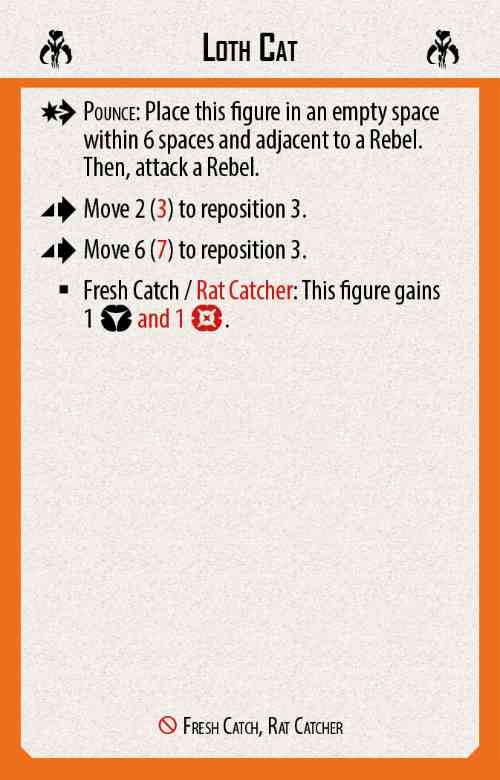 Loth Cat
Pounce: Place this figure in an empty space
within 6 spaces and adjacent to a Rebel.
Then, attack a Rebel.
Move 2 (3) to reposition 3.
Move 6 (7) to reposition 3.
Fresh Catch / Rat Catcher: This figure gains
1 and 1 .
Fresh Catch, Rat Catcher